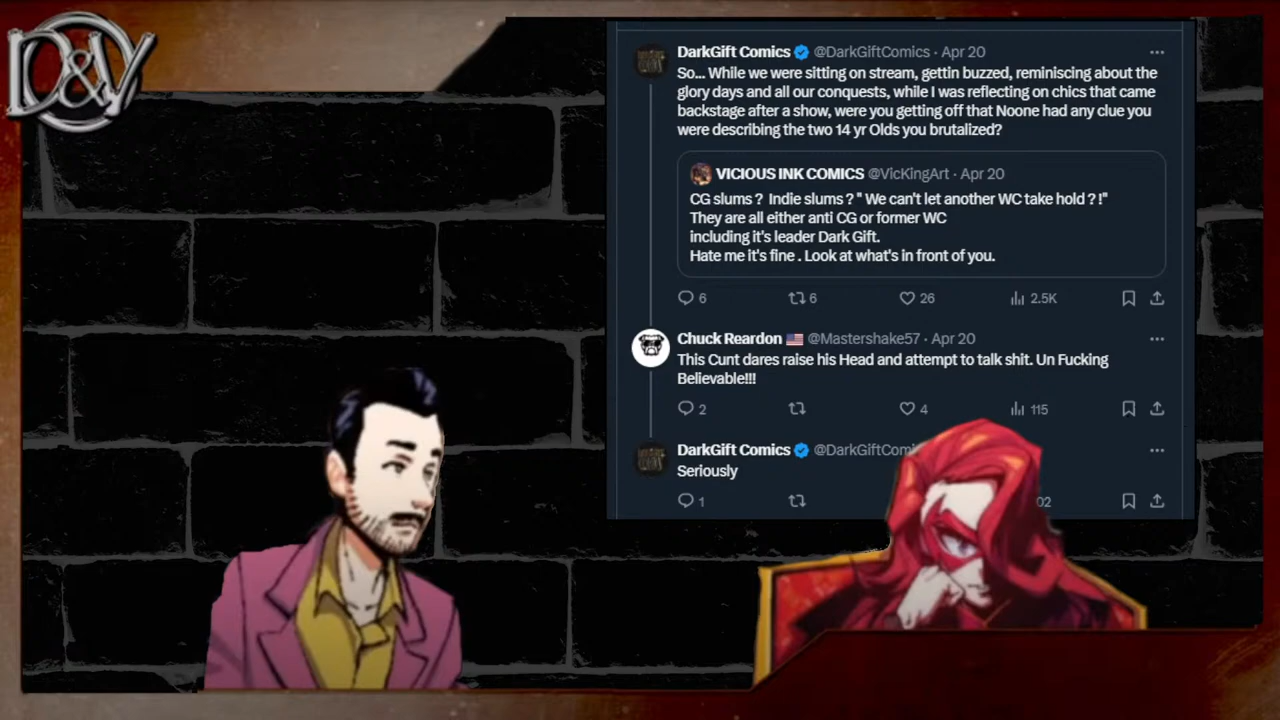 D&Y
DarkGift Comics @DarkGiftComics · Apr 20
So... While we were sitting on stream, gettin buzzed, reminiscing about the
glory days and all our conquests, while I was reflecting on chics that came
backstage after a show, were you getting off that Noone had any clue you
were describing the two 14 yr Olds you brutalized?
VICIOUS INK COMICS @VicKingArt · Apr 20
CG slums ? Indie slums ? " We can't let another WC take hold ? !"
They are all either anti CG or former WC
including it's leader Dark Gift.
Hate me it's fine . Look at what's in front of you.
6 6 26 2.5K
Chuck Reardon @Mastershake57 · Apr 20
This Cunt dares raise his Head and attempt to talk shit. Un Fucking
Believable!!!
2 4 115
DarkGift Comics
Seriously
1